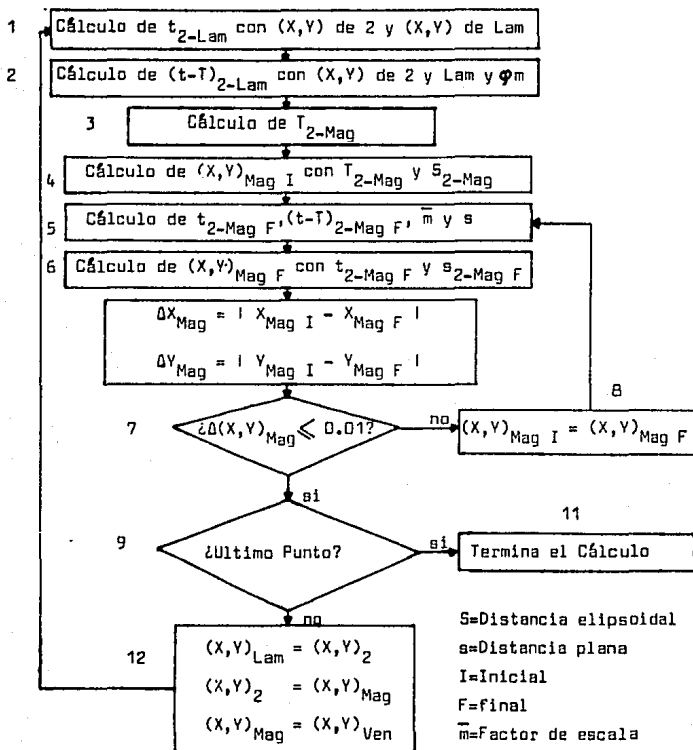 1 Cálculo de t2-Lam con (X,Y) de 2 y (X,Y) de Lam
2 Cálculo de (t-T)2-Lam con (X,Y) de 2 y Lam y φm
3 Cálculo de T2-Mag
4 Cálculo de (X,Y)Mag I con T2-Mag y S2-Mag
5 Cálculo de t2-Mag F,(t-T)2-Mag F, m̅ y s
6 Cálculo de (X,Y)Mag F con t2-Mag F y s2-Mag F
ΔXMag = | XMag I - XMag F |
ΔYMag = | YMag I - YMag F |
7 ¿Δ(X,Y)Mag ⩽ 0.01?
no
8
(X,Y)Mag I = (X,Y)Mag F
si
9 ¿Ultimo Punto?
si
11
Termina el Cálculo
no
12
(X,Y)Lam = (X,Y)2
(X,Y)2 = (X,Y)Mag
(X,Y)Mag = (X,Y)Ven
S=Distancia elipsoidal
s=Distancia plana
I=Inicial
F=final
m̅=Factor de escala